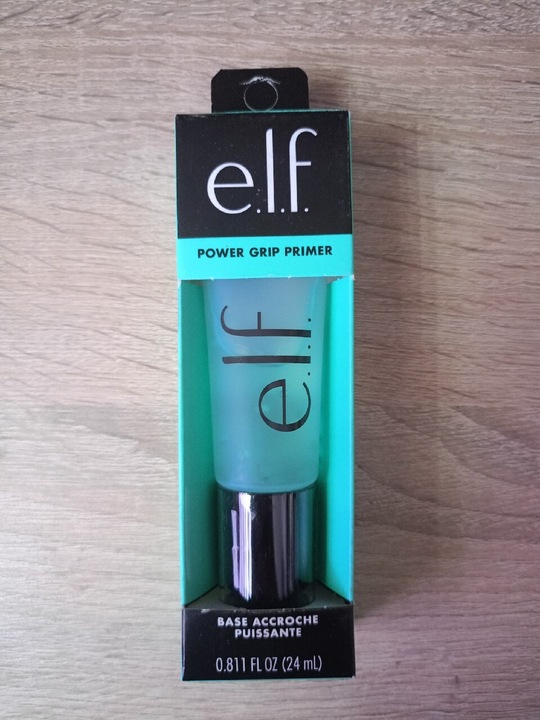 e.l.f.
POWER GRIP PRIMER
e.l.f.
BASE ACCROCHE
PUISSANTE
0.811 FL OZ (24 mL)